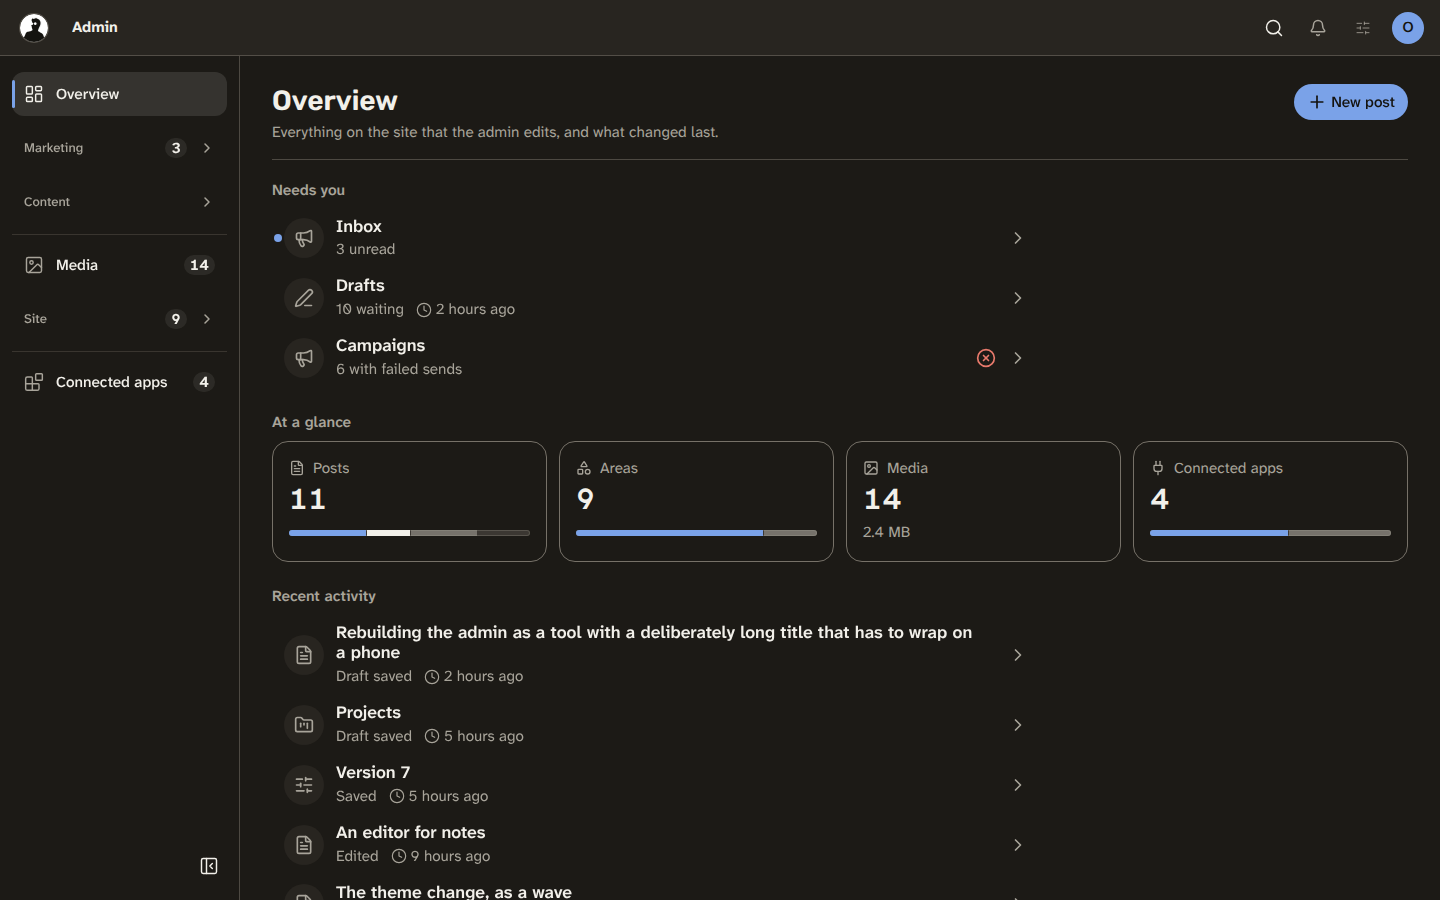 Admin
O
Overview
Marketing
3
Content
Media
14
Site
9
Connected apps
4
Overview
Everything on the site that the admin edits, and what changed last.
New post
Needs you
Inbox
3 unread
Drafts
10 waiting
2 hours ago
Campaigns
6 with failed sends
At a glance
Posts
11
Areas
9
Media
14
2.4 MB
Connected apps
4
Recent activity
Rebuilding the admin as a tool with a deliberately long title that has to wrap on
a phone
Draft saved
2 hours ago
Projects
Draft saved
5 hours ago
Version 7
Saved
5 hours ago
An editor for notes
Edited
9 hours ago
The theme change, as a wave